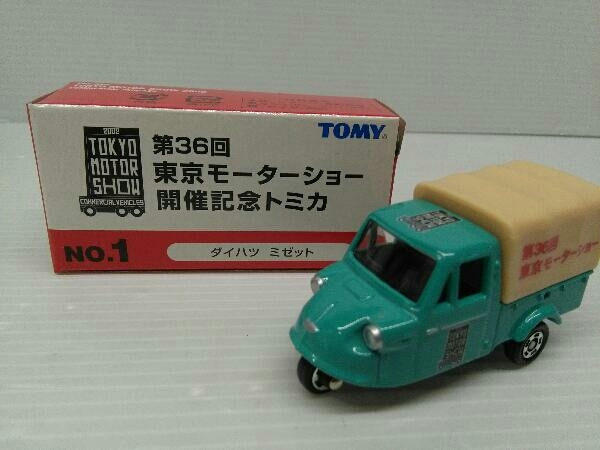 TOMY
2002
TOKYO
MOTOR
SHOW
COMMERCIAL VEHICLES
第36回
東京モーターショー
開催記念トミカ
NO.1
ダイハツ ミゼット
第36回
東京モーターショー